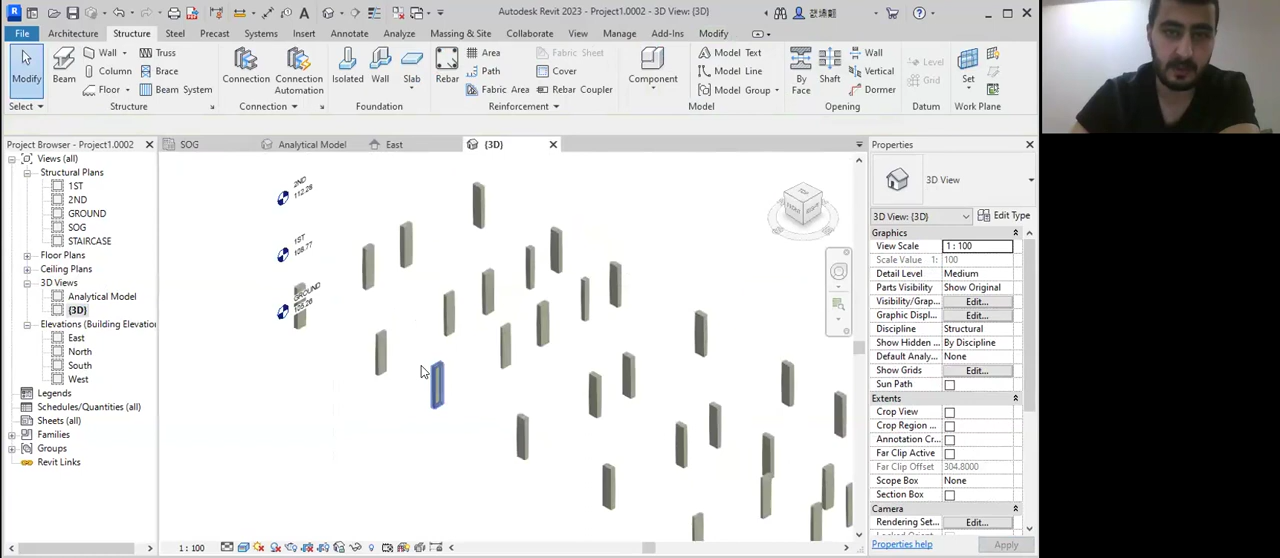 Autodesk Revit 2023 - Project1.0002 - 3D View: {3D}
File Architecture Structure Steel Precast Systems Insert Annotate Analyze Massing & Site Collaborate View Manage Add-Ins Modify
Modify
Select
Beam
Wall
Column
Floor
Truss
Brace
Beam System
Structure
Connection
Connection Automation
Connection
Isolated
Wall
Slab
Foundation
Rebar
Area
Path
Fabric Area
Fabric Sheet
Cover
Rebar Coupler
Reinforcement
Component
Model Text
Model Line
Model Group
Model
By Face
Shaft
Wall
Vertical
Dormer
Opening
Level
Grid
Datum
Set
Work Plane
Project Browser - Project1.0002
Views (all)
Structural Plans
1ST
2ND
GROUND
SOG
STAIRCASE
Floor Plans
Ceiling Plans
3D Views
Analytical Model
{3D}
Elevations (Building Elevation
East
North
South
West
Legends
Schedules/Quantities (all)
Sheets (all)
Families
Groups
Revit Links
SOG
Analytical Model
East
{3D}
2ND
112.28
1ST
108.77
GROUND
105.26
TOP
FRONT
RIGHT
1 : 100
Properties
3D View
3D View: {3D}
Edit Type
Graphics
View Scale 1 : 100
Scale Value 1: 100
Detail Level Medium
Parts Visibility Show Original
Visibility/Grap... Edit...
Graphic Displ... Edit...
Discipline Structural
Show Hidden ... By Discipline
Default Analy... None
Show Grids Edit...
Sun Path
Extents
Crop View
Crop Region ...
Annotation Cr...
Far Clip Active
Far Clip Offset 304.8000
Scope Box None
Section Box
Camera
Rendering Set... Edit...
Properties help
Apply